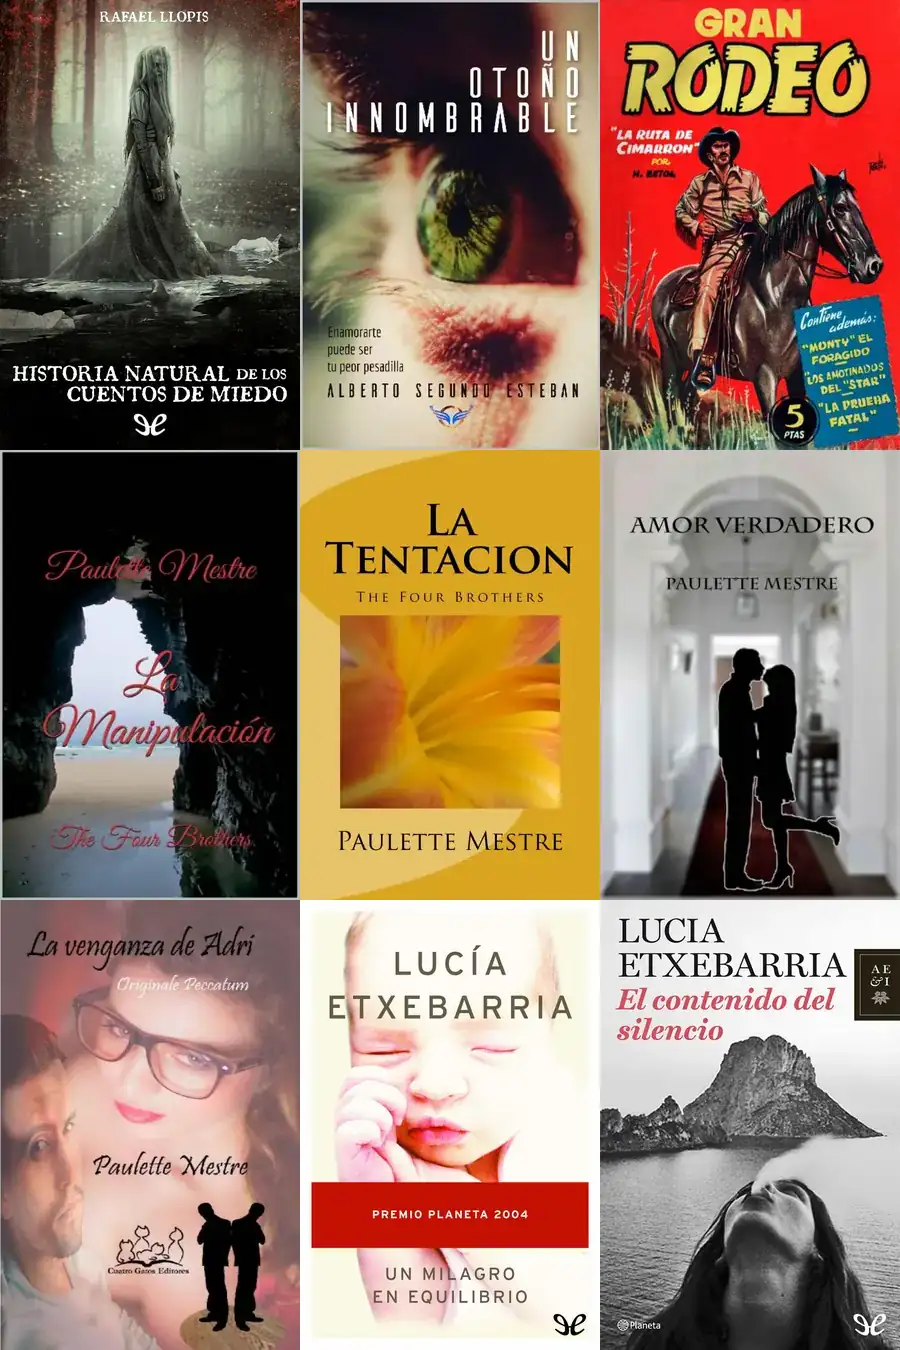 RAFAEL LLOPIS
HISTORIA NATURAL DE LOS
CUENTOS DE MIEDO
UN
OTOÑO
INNOMBRABLE
Enamorarte
puede ser
tu peor pesadilla
ALBERTO SEGUNDO ESTEBAN
GRAN
RODEO
"LA RUTA DE
CIMARRON"
POR
M. BETOL
Contiene
además:
"MONTY" EL
FORAGIDO
"LOS AMOTINADOS
DEL "STAR"
"LA PRUEBA
FATAL"
5
PTAS
Paulette Mestre
La
Manipulación
The Four Brothers
LA
TENTACION
THE FOUR BROTHERS
PAULETTE MESTRE
AMOR VERDADERO
PAULETTE MESTRE
La venganza de Adri
Originale Peccatum
Paulette Mestre
Cuatro Gatos Editores
LUCÍA
ETXEBARRIA
PREMIO PLANETA 2004
UN MILAGRO
EN EQUILIBRIO
LUCIA
ETXEBARRIA
El contenido del
silencio
AE
&I
Planeta